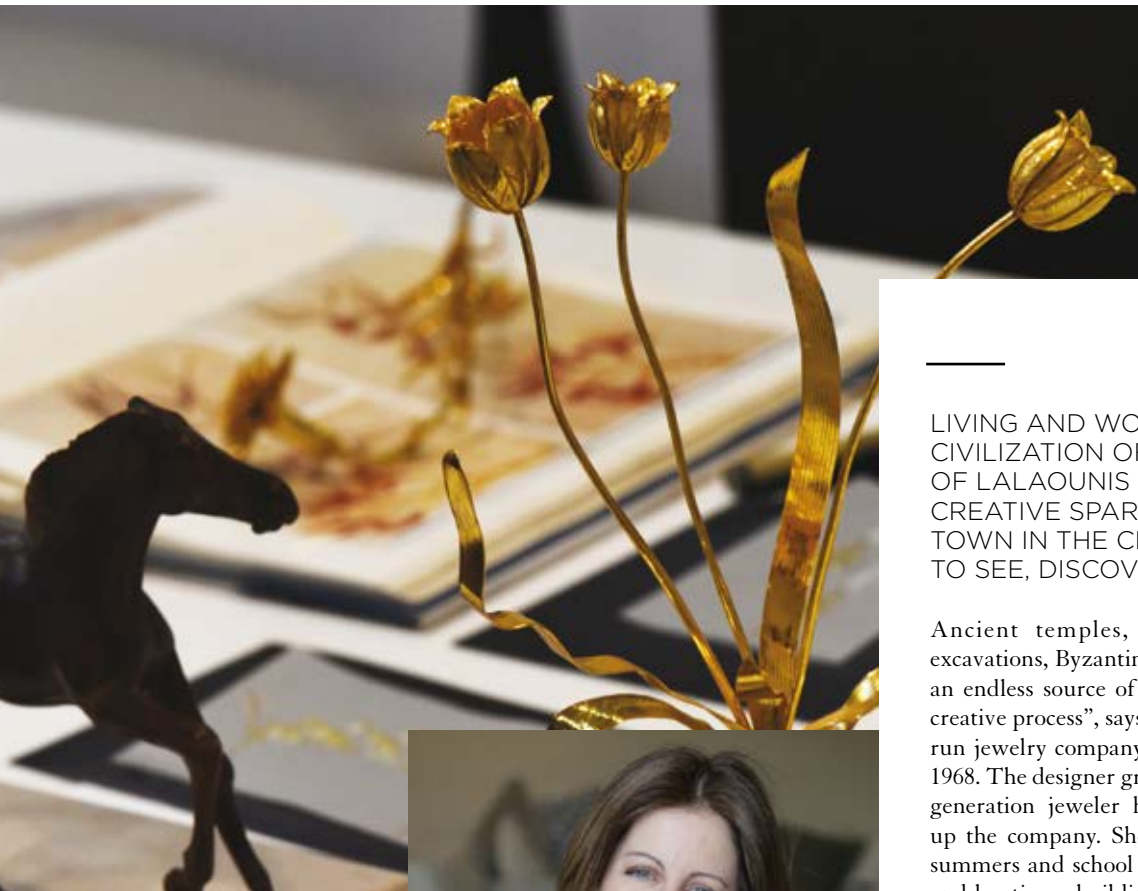 LIVING AND WO
CIVILIZATION OF
OF LALAOUNIS
CREATIVE SPAR
TOWN IN THE C
TO SEE, DISCOV
Ancient temples,
excavations, Byzantin
an endless source of
creative process”, says
run jewelry company
1968. The designer gr
generation jeweler
up the company. Sh
summers and school